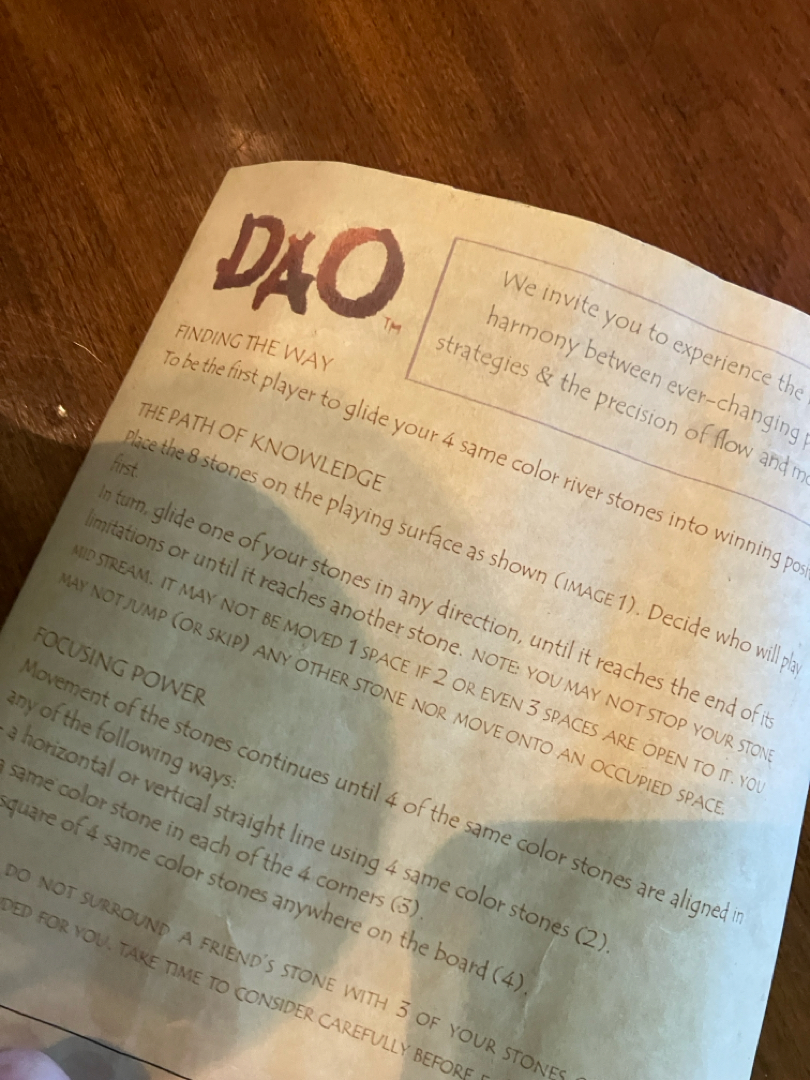 DAO
TM
We invite you to experience the
harmony between ever-changing
strategies & the precision of flow and
FINDING THE WAY
To be the first player to glide your 4 same color river stones into winning
THE PATH OF KNOWLEDGE
Place the 8 stones on the playing surface as shown (IMAGE 1). Decide who will play
first.
In turn, glide one of your stones in any direction, until it reaches the end of its
limitations or until it reaches another stone. NOTE: YOU MAY NOT STOP YOUR STONE
MID STREAM. IT MAY NOT BE MOVED 1 SPACE IF 2 OR EVEN 3 SPACES ARE OPEN TO IT. YOU
MAY NOT JUMP (OR SKIP) ANY OTHER STONE NOR MOVE ONTO AN OCCUPIED SPACE.
FOCUSING POWER
Movement of the stones continues until 4 of the same color stones are aligned in
any of the following ways:
- a horizontal or vertical straight line using 4 same color stones (2).
a same color stone in each of the 4 corners (3).
square of 4 same color stones anywhere on the board (4).
DO NOT SURROUND A FRIEND'S STONE WITH 3 OF YOUR STONES
FOR YOU. TAKE TIME TO CONSIDER CAREFULLY BEFORE